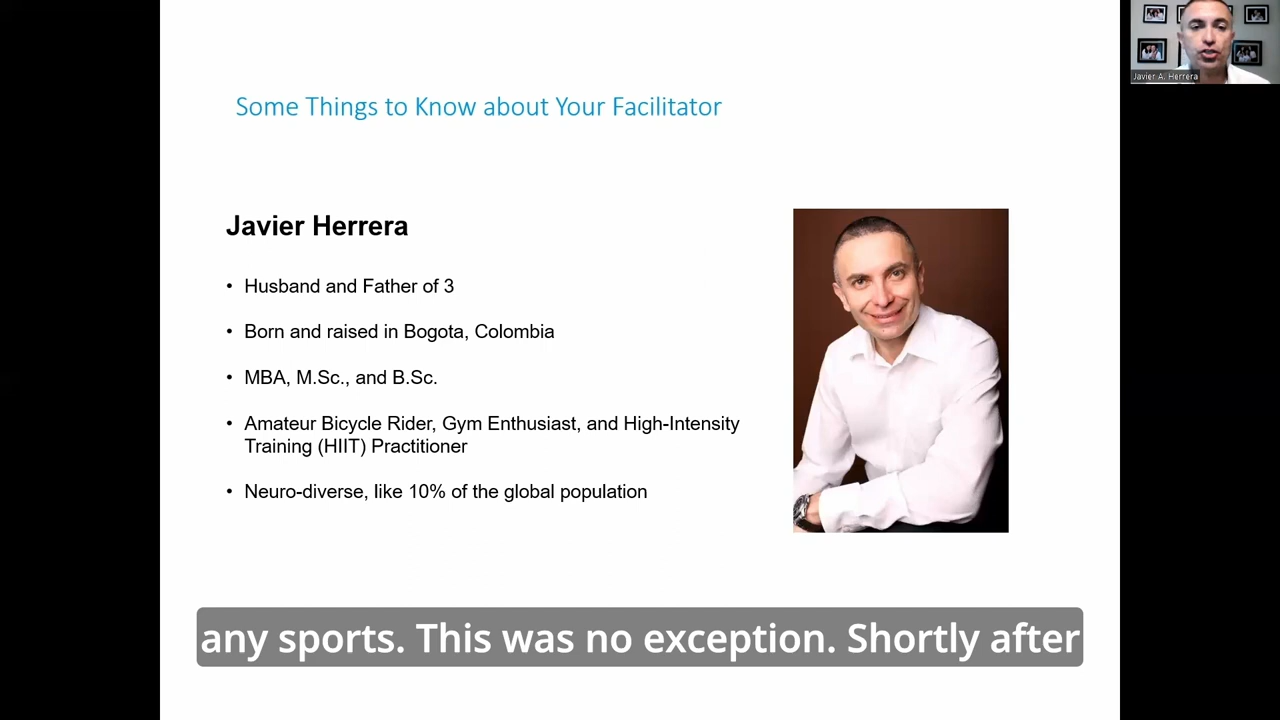 Some Things to Know about Your Facilitator
Javier A. Herrera
Javier Herrera
• Husband and Father of 3
• Born and raised in Bogota, Colombia
• MBA, M.Sc., and B.Sc.
• Amateur Bicycle Rider, Gym Enthusiast, and High-Intensity
Training (HIIT) Practitioner
• Neuro-diverse, like 10% of the global population
any sports. This was no exception. Shortly after